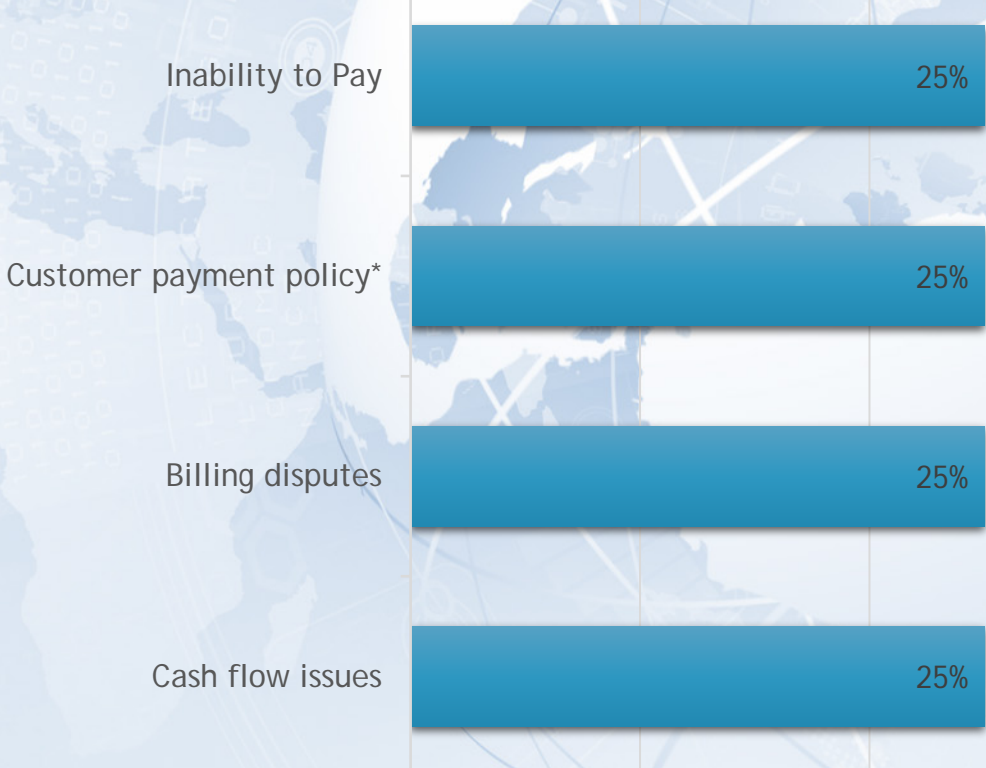 Inability to Pay 25%
Customer payment policy* 25%
Billing disputes 25%
Cash flow issues 25%